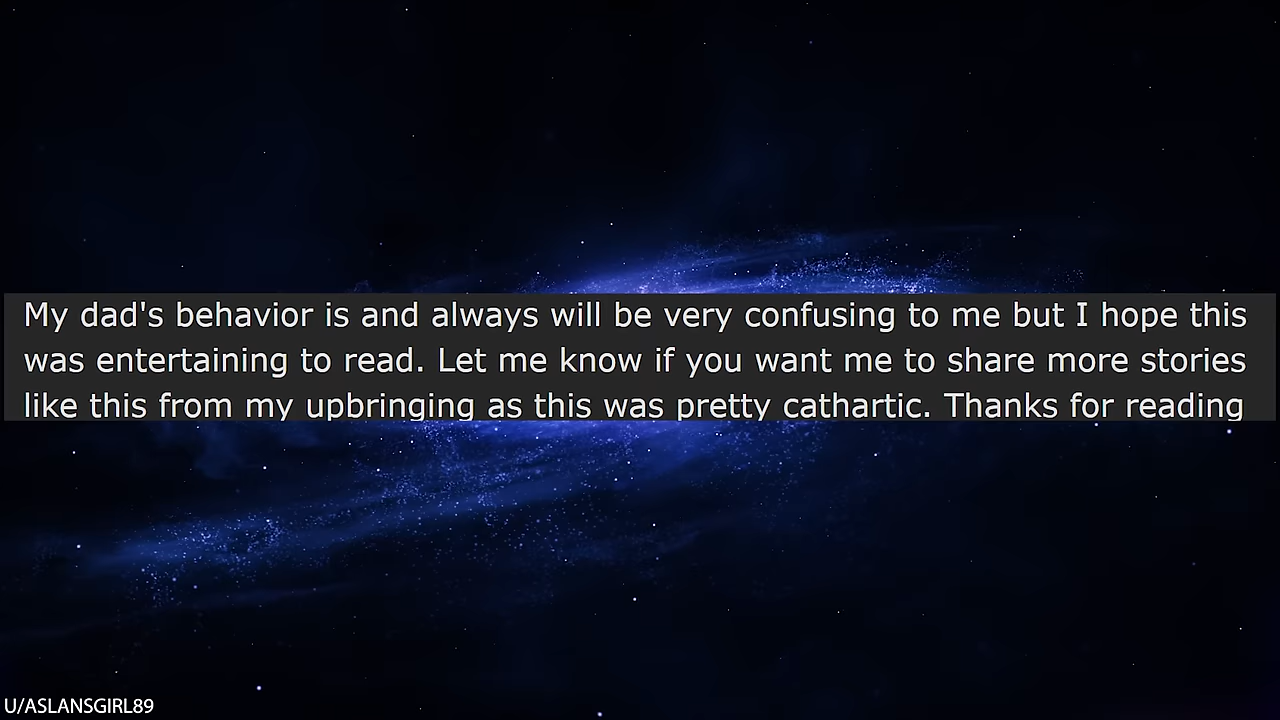 My dad's behavior is and always will be very confusing to me but I hope this
was entertaining to read. Let me know if you want me to share more stories
like this from my upbringing as this was pretty cathartic. Thanks for reading
U/ASLANSGIRL89